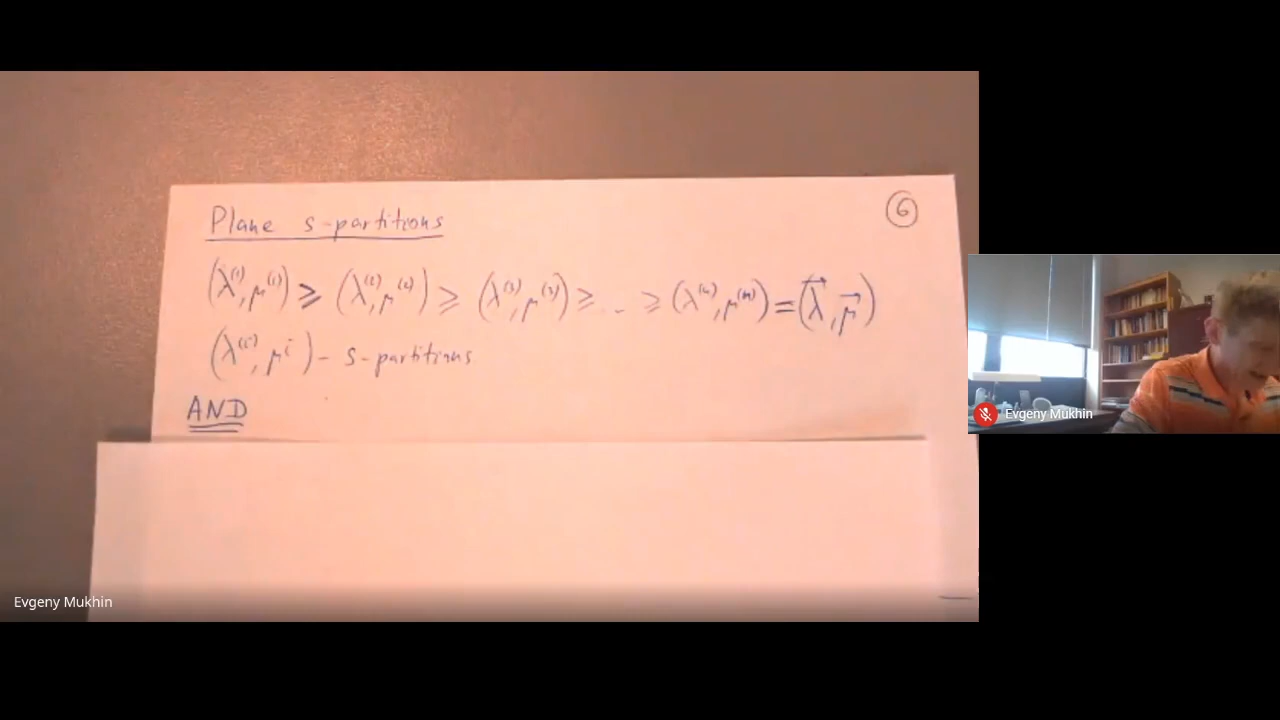 Plane s-partitions
⑥
(λ⁽¹⁾, μ⁽¹⁾) ⩾ (λ⁽²⁾, μ⁽²⁾) ⩾ (λ⁽³⁾, μ⁽³⁾) ⩾ ... ⩾ (λ⁽ⁿ⁾, μ⁽ⁿ⁾) = (λ⃗, μ⃗)
(λ⁽ⁱ⁾, μⁱ) - s-partitions
AND
Evgeny Mukhin
Evgeny Mukhin